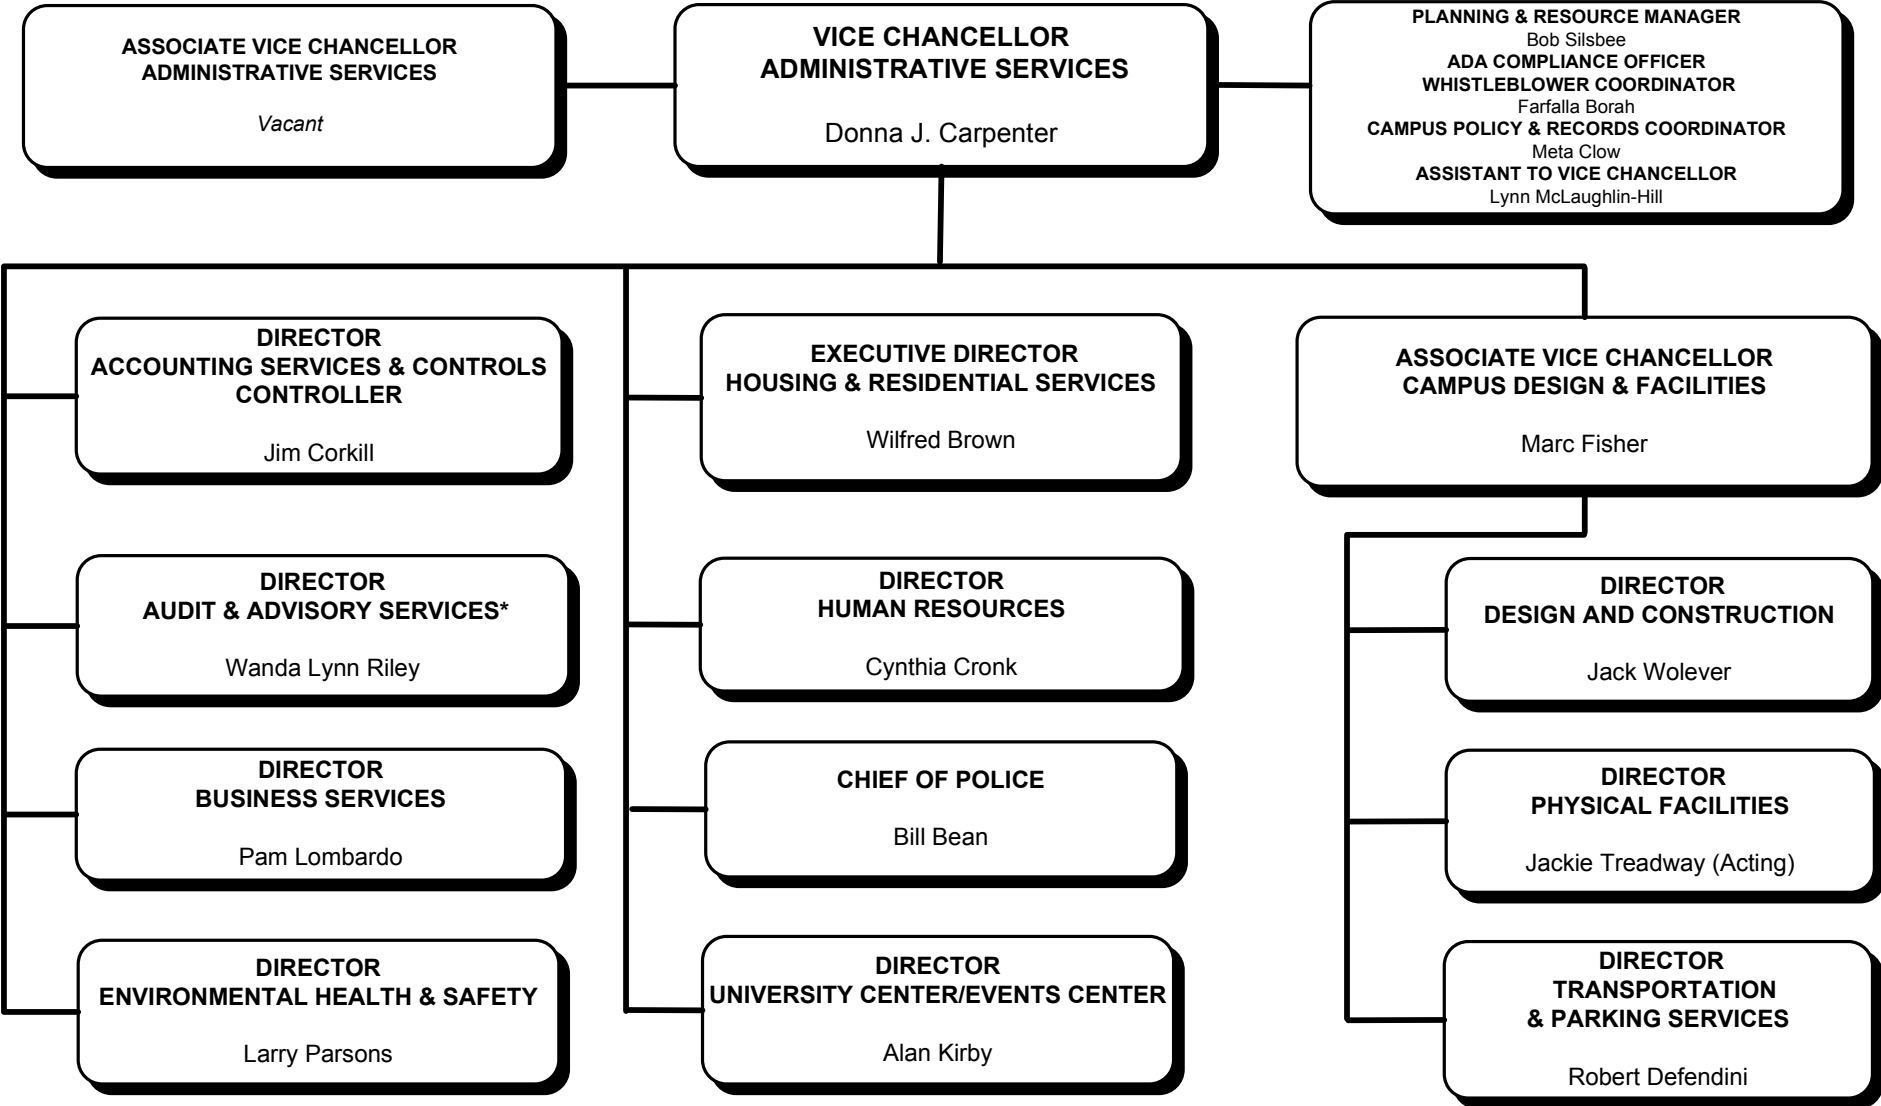 ASSOCIATE VICE CHANCELLOR
ADMINISTRATIVE SERVICES
Vacant
VICE CHANCELLOR
ADMINISTRATIVE SERVICES
Donna J. Carpenter
PLANNING & RESOURCE MANAGER
Bob Silsbee
ADA COMPLIANCE OFFICER
WHISTLEBLOWER COORDINATOR
Farfalla Borah
CAMPUS POLICY & RECORDS COORDINATOR
Meta Clow
ASSISTANT TO VICE CHANCELLOR
Lynn McLaughlin-Hill
DIRECTOR
ACCOUNTING SERVICES & CONTROLS
CONTROLLER
Jim Corkill
EXECUTIVE DIRECTOR
HOUSING & RESIDENTIAL SERVICES
Wilfred Brown
ASSOCIATE VICE CHANCELLOR
CAMPUS DESIGN & FACILITIES
Marc Fisher
DIRECTOR
AUDIT & ADVISORY SERVICES*
Wanda Lynn Riley
DIRECTOR
HUMAN RESOURCES
Cynthia Cronk
DIRECTOR
DESIGN AND CONSTRUCTION
Jack Wolever
DIRECTOR
BUSINESS SERVICES
Pam Lombardo
CHIEF OF POLICE
Bill Bean
DIRECTOR
PHYSICAL FACILITIES
Jackie Treadway (Acting)
DIRECTOR
ENVIRONMENTAL HEALTH & SAFETY
Larry Parsons
DIRECTOR
UNIVERSITY CENTER/EVENTS CENTER
Alan Kirby
DIRECTOR
TRANSPORTATION
& PARKING SERVICES
Robert Defendini